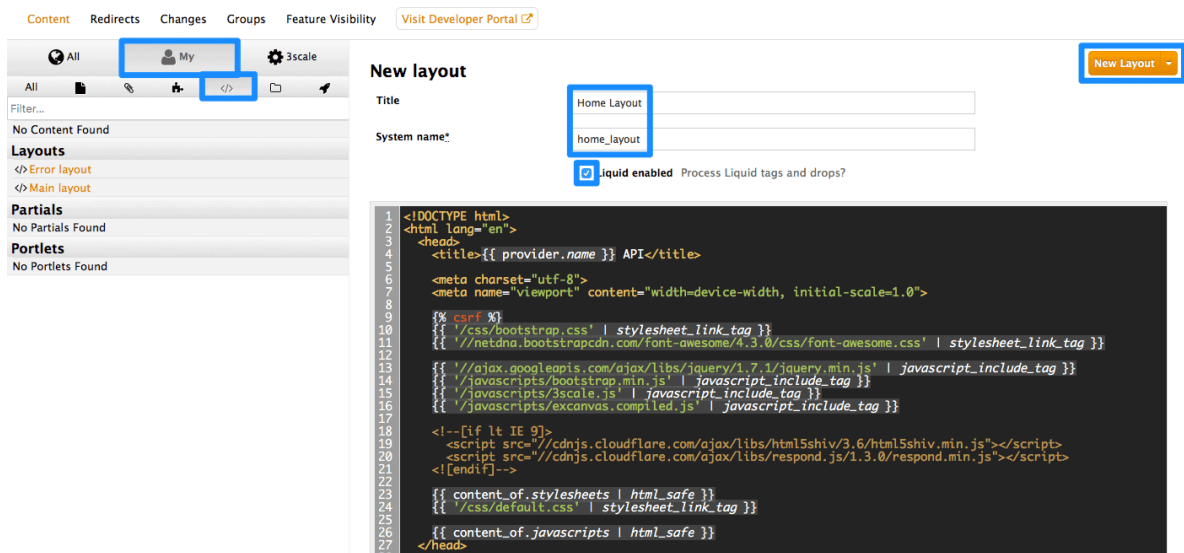 Content Redirects Changes Groups Feature Visibility Visit Developer Portal
All My 3scale
All </>
Filter...
No Content Found
Layouts
</> Error layout
</> Main layout
Partials
No Partials Found
Portlets
No Portlets Found
New layout
New Layout
Title Home Layout
System name* home_layout
Liquid enabled Process Liquid tags and drops?
1 <!DOCTYPE html>
2 <html lang="en">
3 <head>
4 <title>{{ provider.name }} API</title>
5
6 <meta charset="utf-8">
7 <meta name="viewport" content="width=device-width, initial-scale=1.0">
8
9 {% csrf %}
10 {{ '/css/bootstrap.css' | stylesheet_link_tag }}
11 {{ '//netdna.bootstrapcdn.com/font-awesome/4.3.0/css/font-awesome.css' | stylesheet_link_tag }}
12
13 {{ '//ajax.googleapis.com/ajax/libs/jquery/1.7.1/jquery.min.js' | javascript_include_tag }}
14 {{ '/javascripts/bootstrap.min.js' | javascript_include_tag }}
15 {{ '/javascripts/3scale.js' | javascript_include_tag }}
16 {{ '/javascripts/excanvas.compiled.js' | javascript_include_tag }}
17
18 <!--[if lt IE 9]>
19 <script src="//cdnjs.cloudflare.com/ajax/libs/html5shiv/3.6/html5shiv.min.js"></script>
20 <script src="//cdnjs.cloudflare.com/ajax/libs/respond.js/1.3.0/respond.min.js"></script>
21 <![endif]-->
22
23 {{ content_of.stylesheets | html_safe }}
24 {{ '/css/default.css' | stylesheet_link_tag }}
25
26 {{ content_of.javascripts | html_safe }}
27 </head>